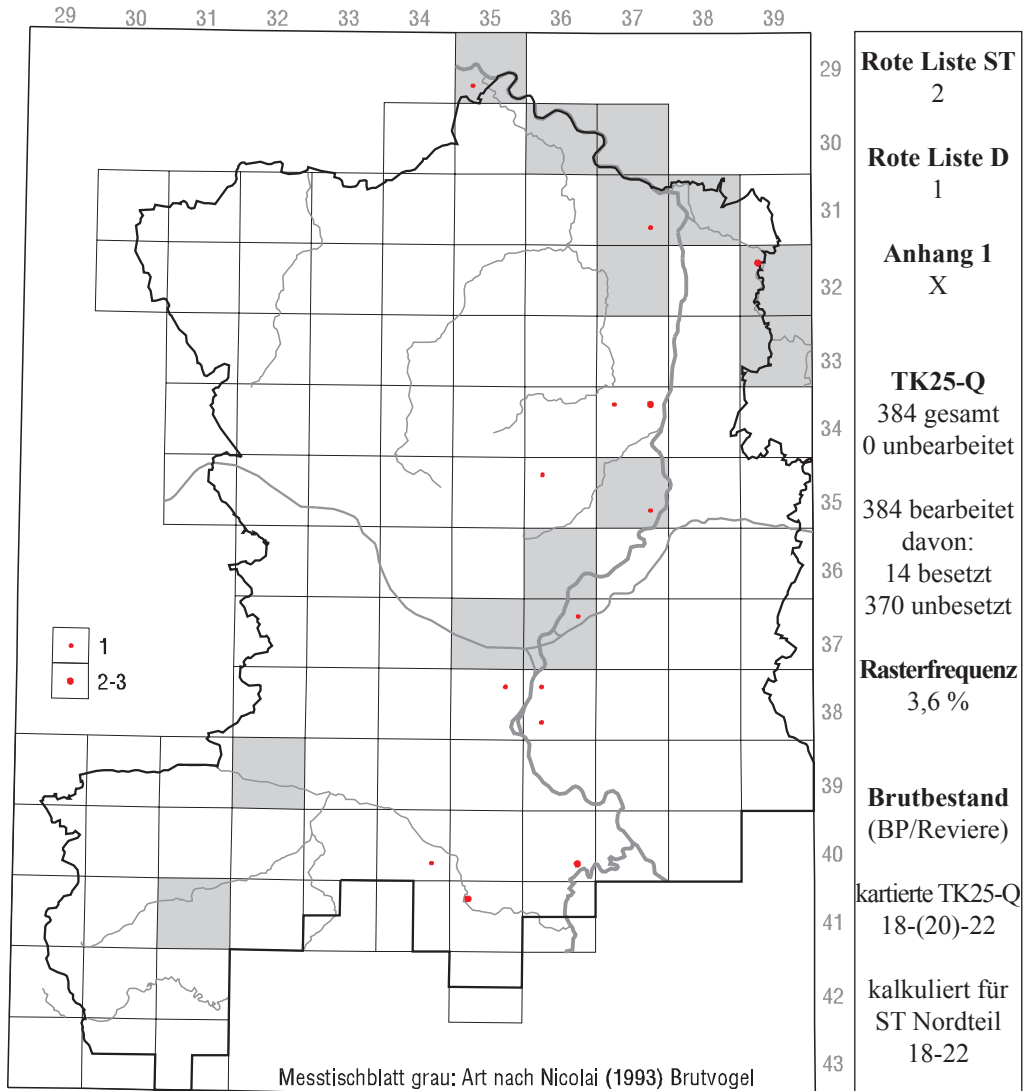 29 30 31 32 33 34 35 36 37 38 39
29
30
31
32
33
34
35
36
37
38
39
40
41
42
43
1
2-3
Messtischblatt grau: Art nach Nicolai (1993) Brutvogel
Rote Liste ST
2
Rote Liste D
1
Anhang 1
X
TK25-Q
384 gesamt
0 unbearbeitet
384 bearbeitet
davon:
14 besetzt
370 unbesetzt
Rasterfrequenz
3,6 %
Brutbestand
(BP/Reviere)
kartierte TK25-Q
18-(20)-22
kalkuliert für
ST Nordteil
18-22